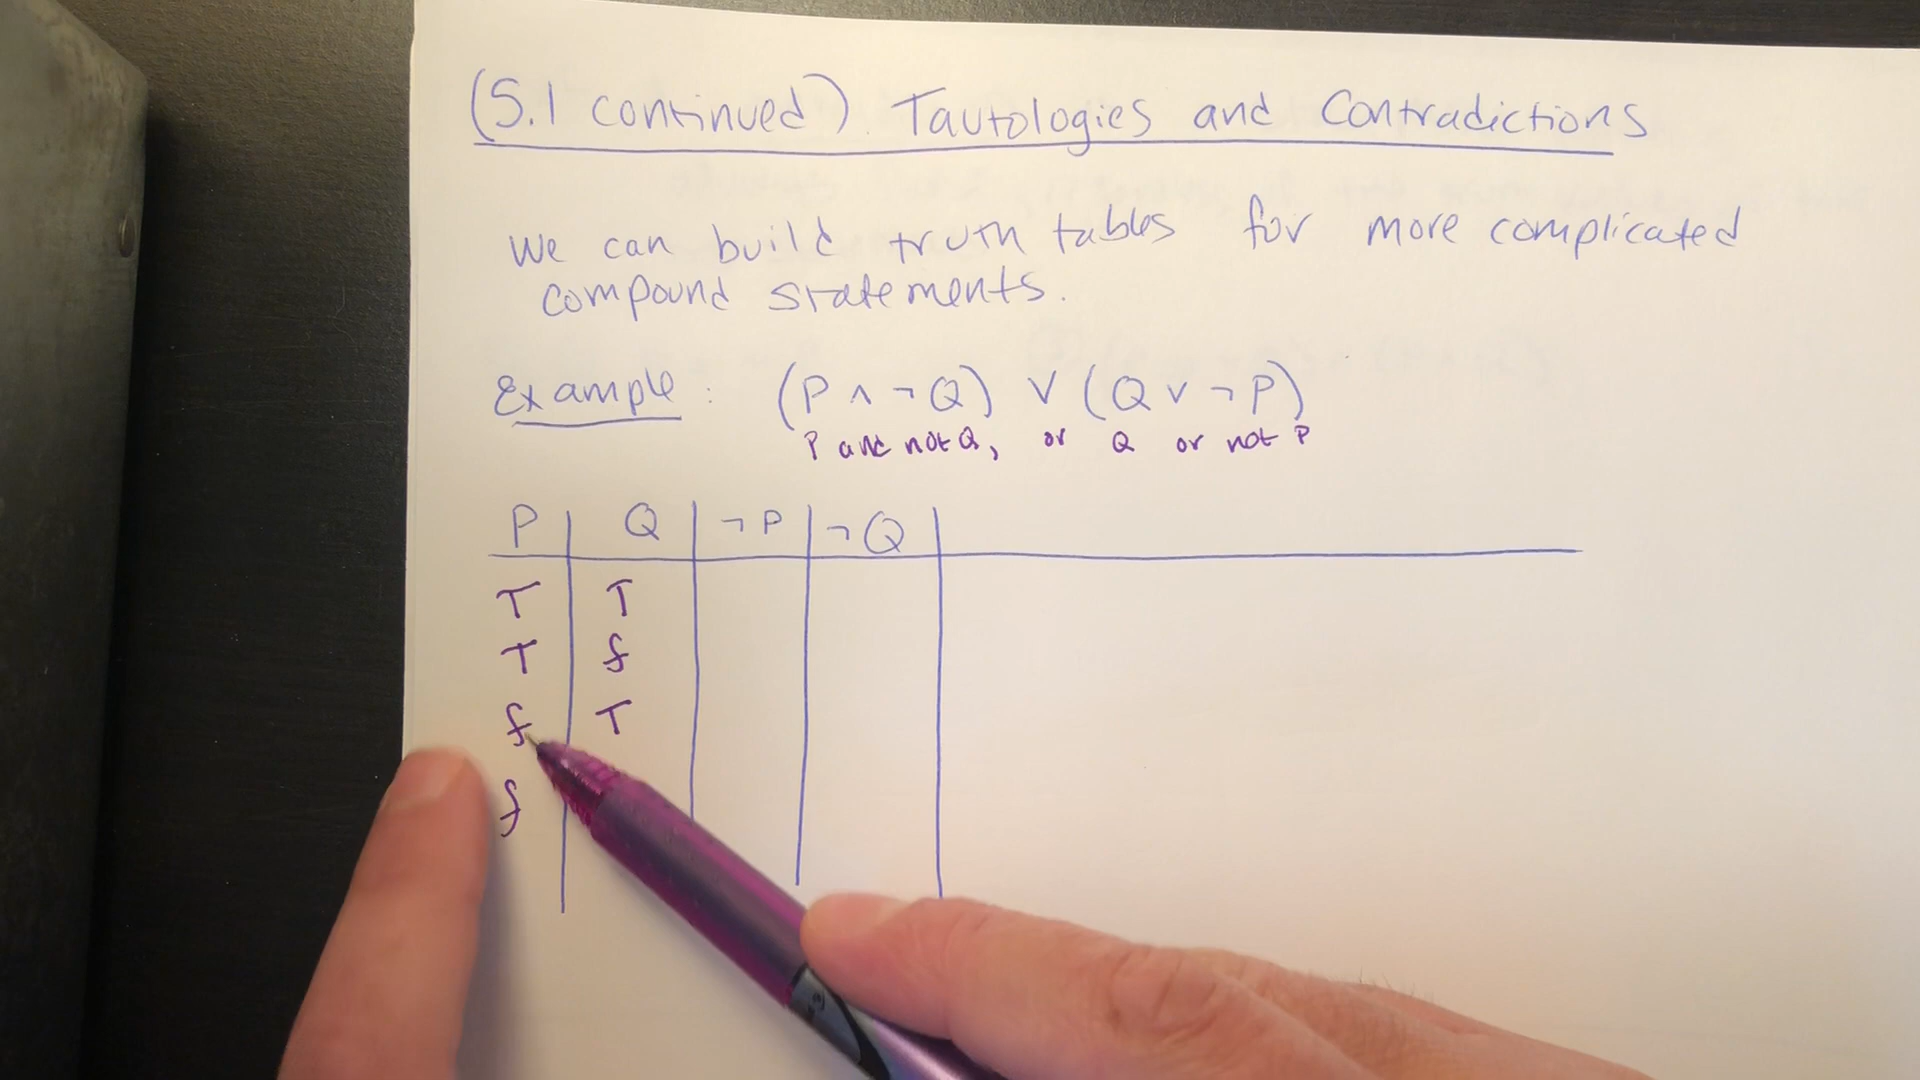 (5.1 continued) Tautologies and Contradictions
We can build truth tables for more complicated
compound statements.
Example: (P ∧ ¬Q) ∨ (Q ∨ ¬P)
P and not Q, or Q or not P
P Q ¬P ¬Q
T T
T f
f T
f